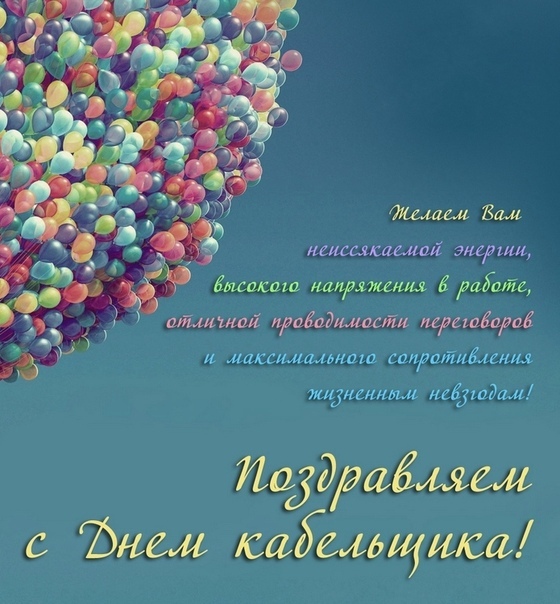 Желаем Вам
неиссякаемой энергии,
высокого напряжения в работе,
отличной проводимости переговоров
и максимального сопротивления
жизненным невзгодам!
Поздравляем
с Днем кабельщика!